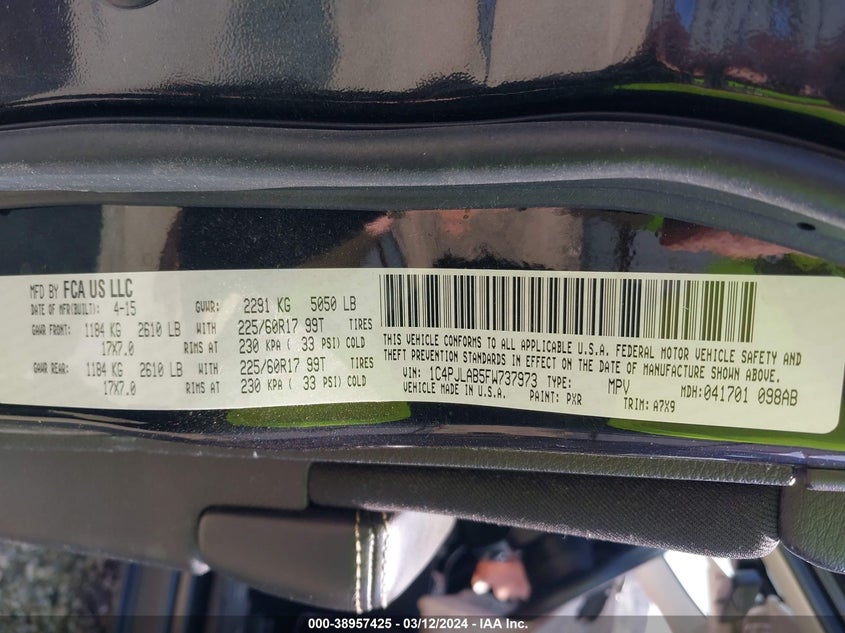 MFD BY FCA US LLC
DATE OF MFR(BUILT): 4-15 GVWR: 2291 KG 5050 LB
GAWR FRONT: 1184 KG 2610 LB WITH 225/60R17 99T TIRES
17X7.0 RIMS AT 230 KPA ( 33 PSI) COLD
GAWR REAR: 1184 KG 2610 LB WITH 225/60R17 99T TIRES
17X7.0 RIMS AT 230 KPA ( 33 PSI) COLD
THIS VEHICLE CONFORMS TO ALL APPLICABLE U.S.A. FEDERAL MOTOR VEHICLE SAFETY AND
THEFT PREVENTION STANDARDS IN EFFECT ON THE DATE OF MANUFACTURE SHOWN ABOVE.
VIN: 1C4PJLAB5FW737973 TYPE: MPV MDH:041701 098AB
VEHICLE MADE IN U.S.A. PAINT: PXR TRIM: A7X9
000-38957425 - 03/12/2024 - IAA Inc.